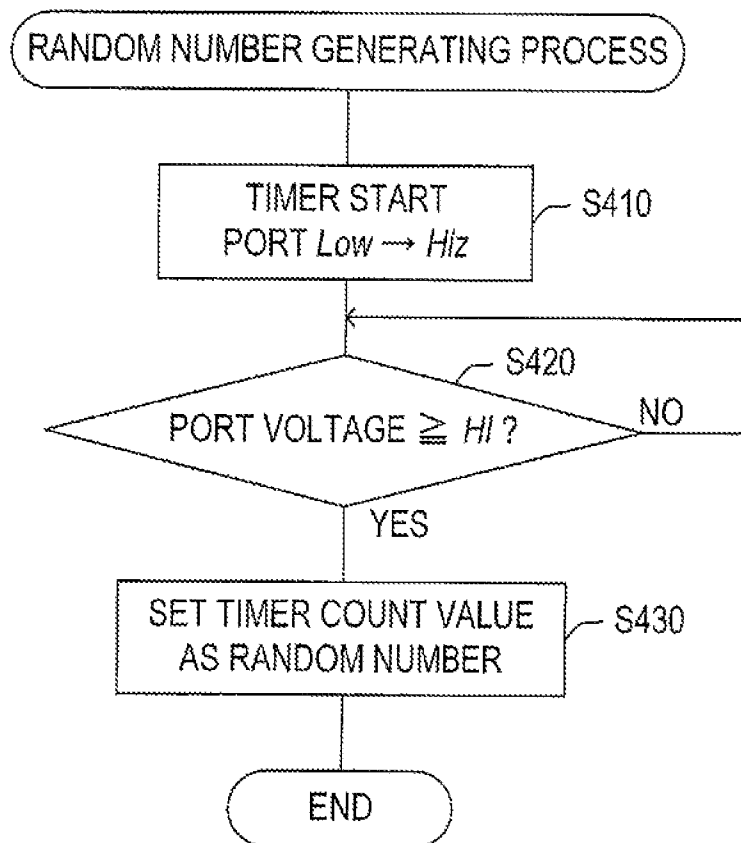 RANDOM NUMBER GENERATING PROCESS
TIMER START
PORT Low → Hiz
S410
S420
PORT VOLTAGE ≧ HI ?
NO
YES
SET TIMER COUNT VALUE
AS RANDOM NUMBER
S430
END